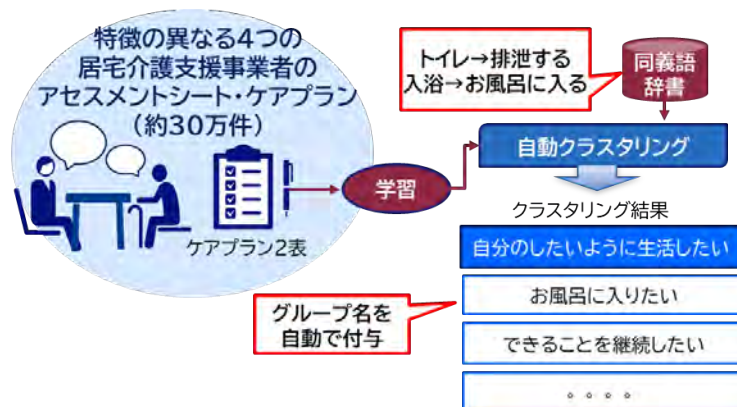 特徴の異なる4つの
居宅介護支援事業者の
アセスメントシート・ケアプラン
（約30万件）
ケアプラン2表
学習
トイレ→排泄する
入浴→お風呂に入る
同義語
辞書
自動クラスタリング
クラスタリング結果
自分のしたいように生活したい
お風呂に入りたい
できることを継続したい
。。。。
グループ名を
自動で付与